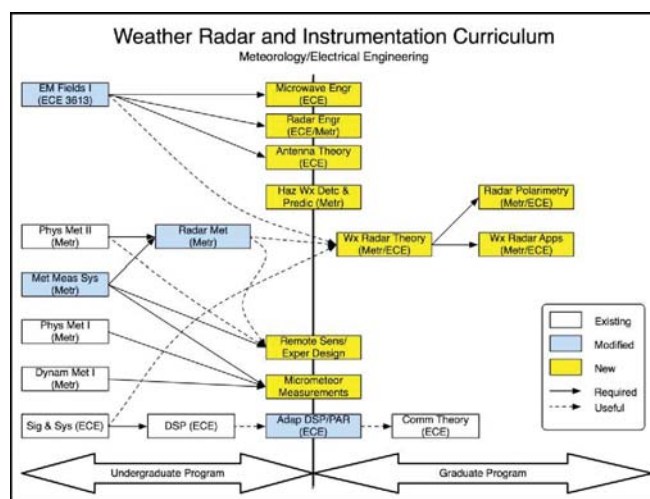 Weather Radar and Instrumentation Curriculum
Meteorology/Electrical Engineering
EM Fields I
(ECE 3613)
Microwave Engr
(ECE)
Radar Engr
(ECE/Metr)
Antenna Theory
(ECE)
Haz Wx Detc &
Predic (Metr)
Radar Polarimetry
(Metr/ECE)
Phys Met II
(Metr)
Radar Met
(Metr)
Wx Radar Theory
(Metr/ECE)
Wx Radar Apps
(Metr/ECE)
Met Meas Sys
(Metr)
Phys Met I
(Metr)
Remote Sens/
Exper Design
Dynam Met I
(Metr)
Micrometeor
Measurements
Sig & Sys (ECE)
DSP (ECE)
Adap DSP/PAR
(ECE)
Comm Theory
(ECE)
Existing
Modified
New
Required
Useful
Undergraduate Program
Graduate Program